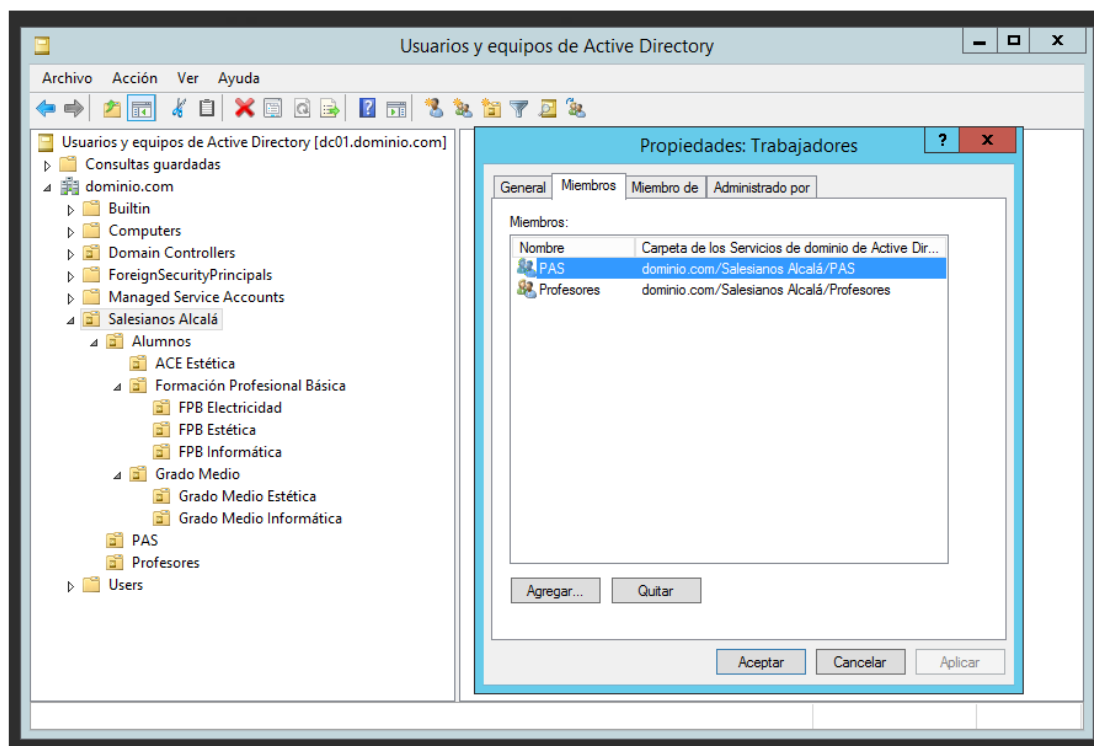 Usuarios y equipos de Active Directory
Archivo Acción Ver Ayuda
Usuarios y equipos de Active Directory [dc01.dominio.com]
Consultas guardadas
dominio.com
Builtin
Computers
Domain Controllers
ForeignSecurityPrincipals
Managed Service Accounts
Salesianos Alcalá
Alumnos
ACE Estética
Formación Profesional Básica
FPB Electricidad
FPB Estética
FPB Informática
Grado Medio
Grado Medio Estética
Grado Medio Informática
PAS
Profesores
Users
Propiedades: Trabajadores
General Miembros Miembro de Administrado por
Miembros:
Nombre Carpeta de los Servicios de dominio de Active Dir...
PAS dominio.com/Salesianos Alcalá/PAS
Profesores dominio.com/Salesianos Alcalá/Profesores
Agregar... Quitar
Aceptar Cancelar Aplicar